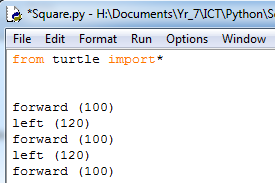 *Square.py - H:\Documents\Yr_7\ICT\Python\
File Edit Format Run Options Window
from turtle import*
forward (100)
left (120)
forward (100)
left (120)
forward (100)